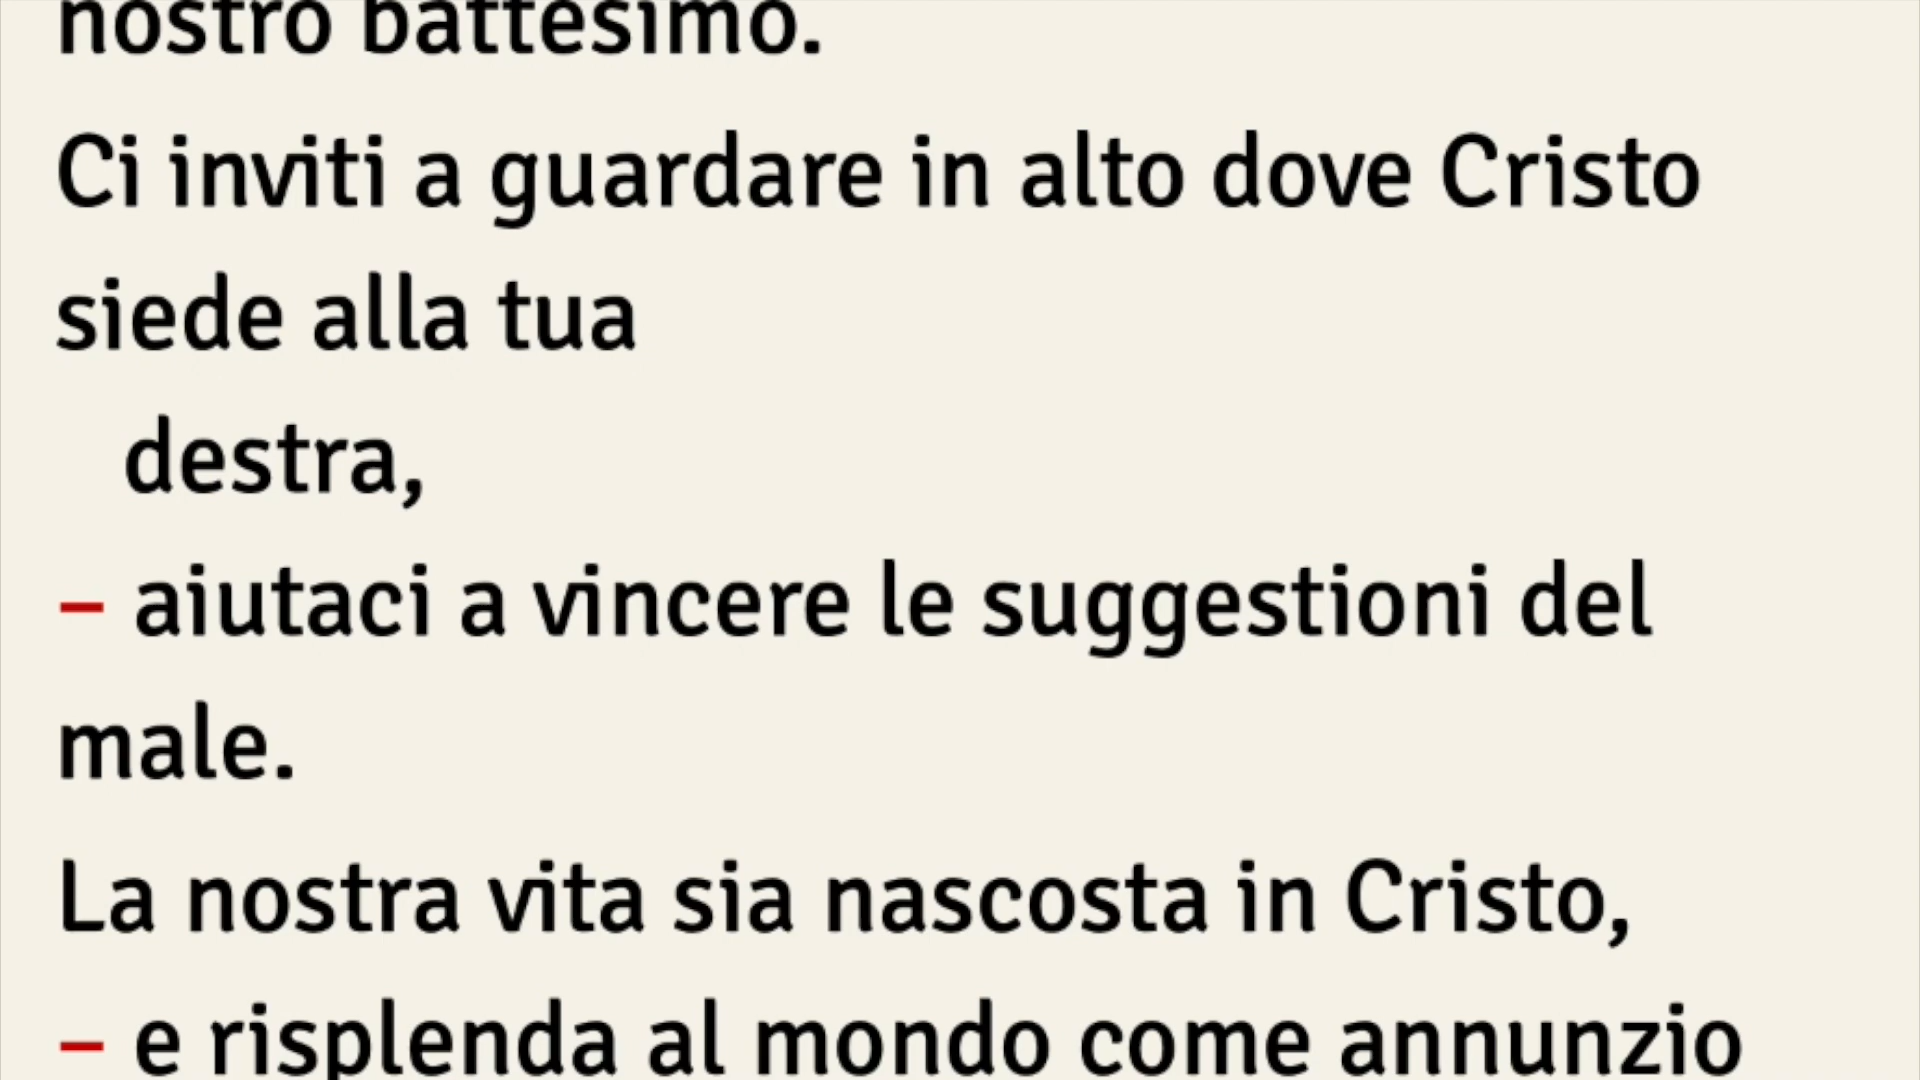 nostro battesimo.
Ci inviti a guardare in alto dove Cristo
siede alla tua
destra,
– aiutaci a vincere le suggestioni del
male.
La nostra vita sia nascosta in Cristo,
– e risplenda al mondo come annunzio